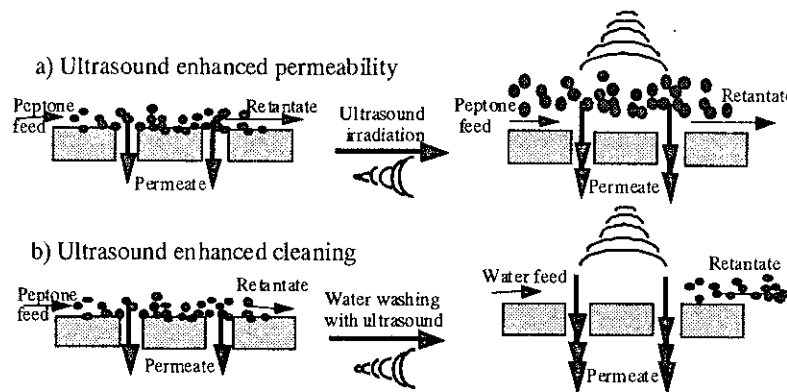 a) Ultrasound enhanced permeability
Peptone
feed
Retantate
Permeate
Ultrasound
irradiation
Peptone
feed
Retantate
Permeate
b) Ultrasound enhanced cleaning
Peptone
feed
Retantate
Permeate
Water washing
with ultrasound
Water feed
Retantate
Permeate